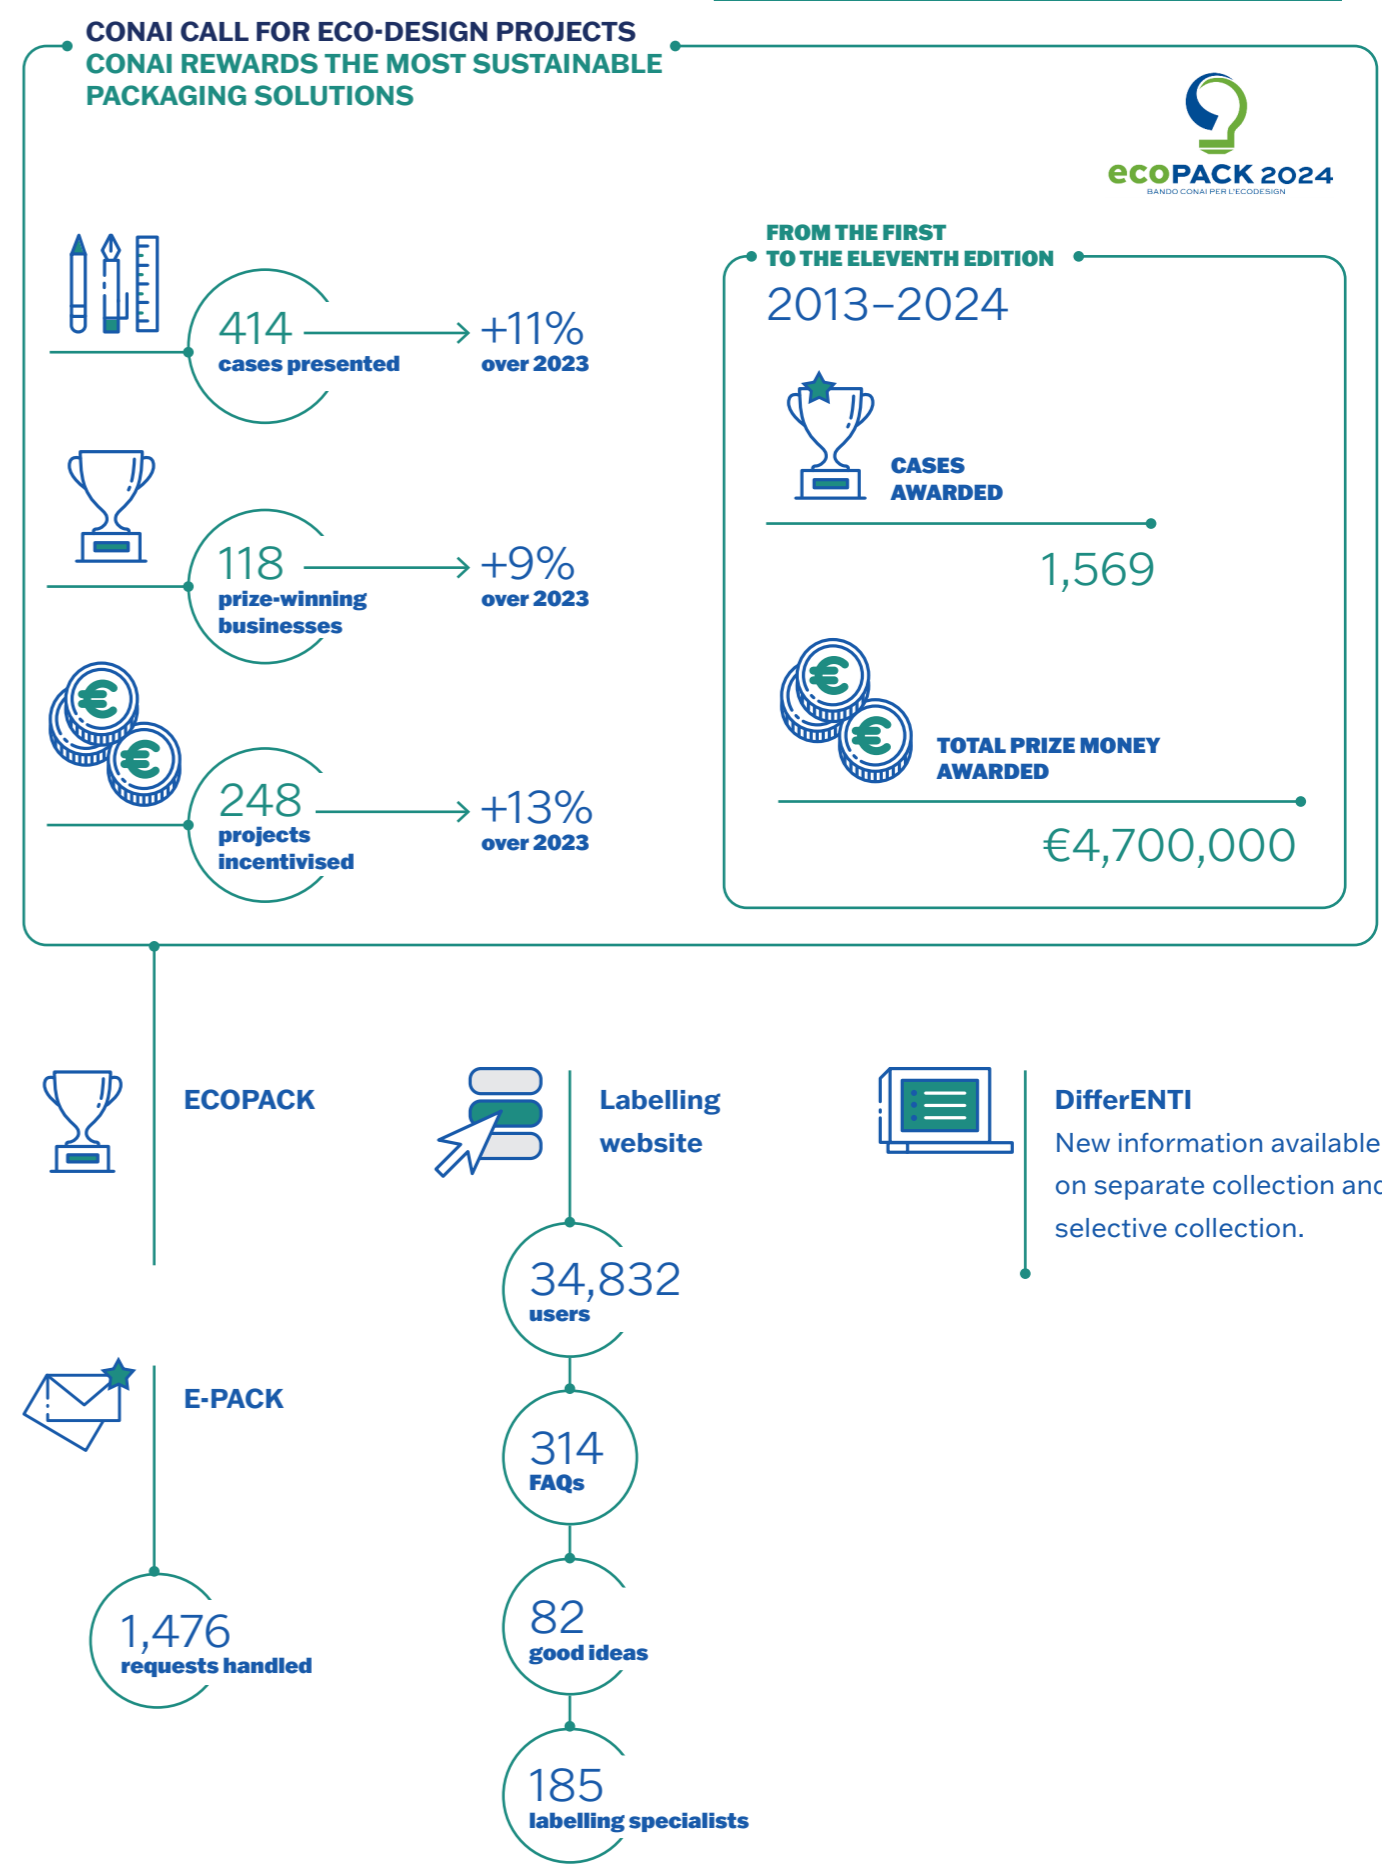 CONAI CALL FOR ECO-DESIGN PROJECTS
CONAI REWARDS THE MOST SUSTAINABLE
PACKAGING SOLUTIONS
ecoPACK 2024
BANDO CONAI PER L'ECODESIGN
414
cases presented
+11%
over 2023
118
prize-winning
businesses
+9%
over 2023
248
projects
incentivised
+13%
over 2023
FROM THE FIRST
TO THE ELEVENTH EDITION
2013–2024
CASES
AWARDED
1,569
TOTAL PRIZE MONEY
AWARDED
€4,700,000
ECOPACK
E-PACK
1,476
requests handled
Labelling
website
34,832
users
314
FAQs
82
good ideas
185
labelling specialists
DifferENTI
New information available
on separate collection and
selective collection.